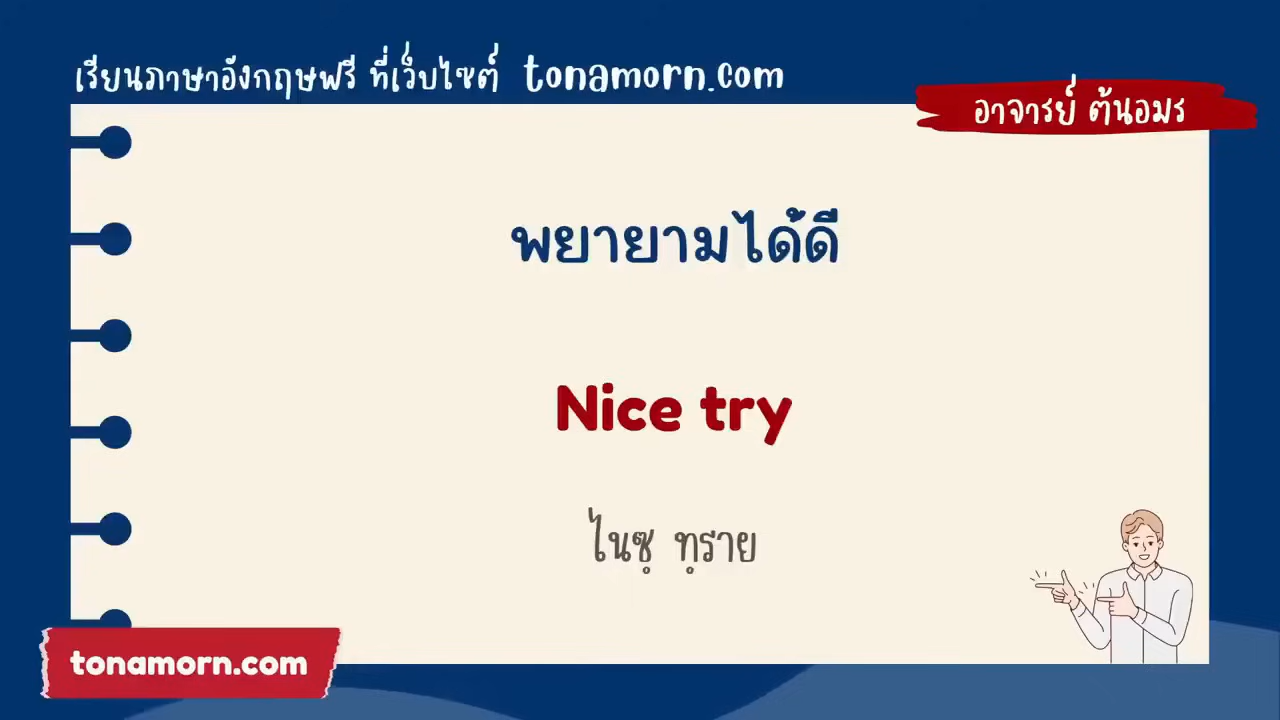 เรียนภาษาอังกฤษฟรี ที่เว็บไซต์ tonamorn.com
อาจารย์ ต้นอมร
พยายามได้ดี
Nice try
ไนซฺ ทฺราย
tonamorn.com